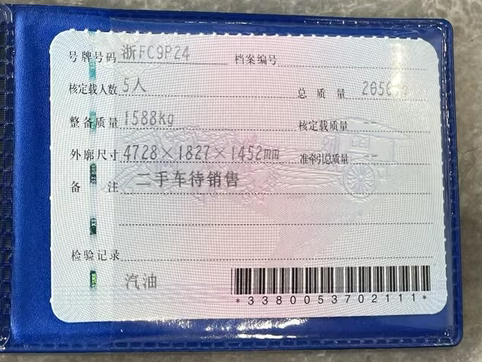 号牌号码 浙FC9P24 档案编号
核定载人数 5人 总质量
整备质量 1588kg 核定载质量
外廓尺寸 4728×1827×1452mm 准牵引总质量
备注 二手车待销售
检验记录
汽油
*3380053702111*